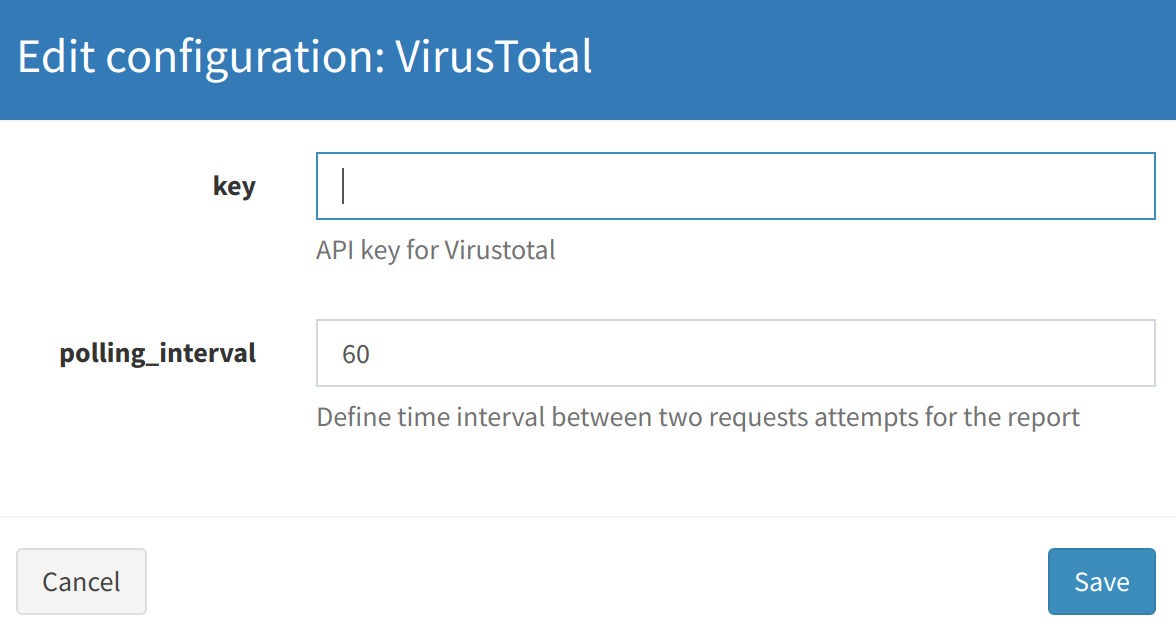 Edit configuration: VirusTotal
key
API key for Virustotal
polling_interval
60
Define time interval between two requests attempts for the report
Cancel
Save